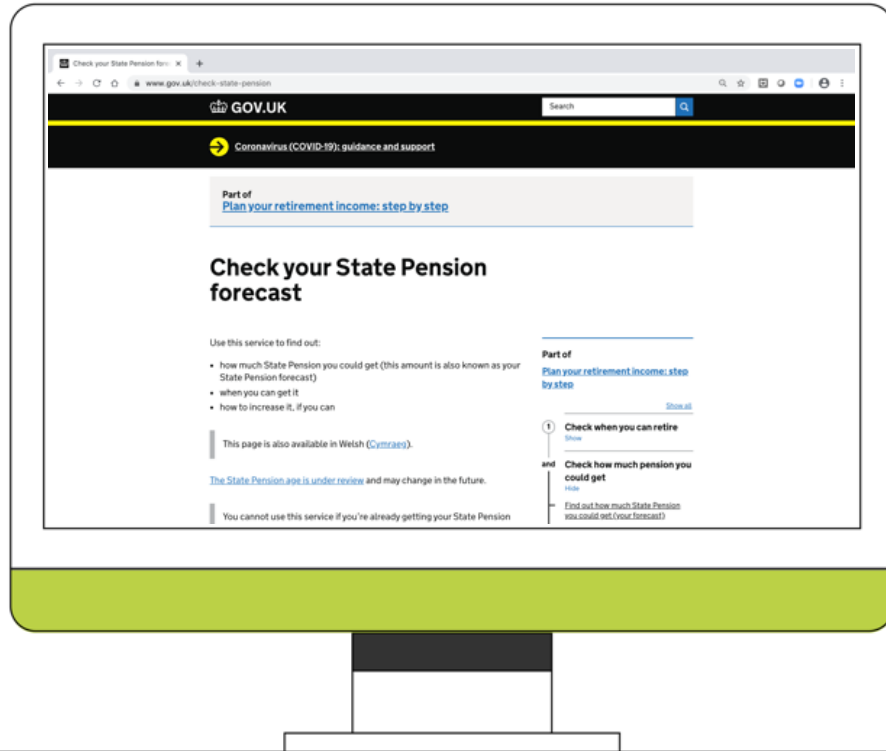 Check your State Pension fore
www.gov.uk/check-state-pension
GOV.UK
Search
Coronavirus (COVID-19): guidance and support
Part of
Plan your retirement income: step by step
Check your State Pension
forecast
Use this service to find out:
• how much State Pension you could get (this amount is also known as your
State Pension forecast)
• when you can get it
• how to increase it, if you can
This page is also available in Welsh (Cymraeg).
The State Pension age is under review and may change in the future.
You cannot use this service if you're already getting your State Pension
Part of
Plan your retirement income: step
by step
Show all
1 Check when you can retire
Show
and Check how much pension you
could get
Hide
Find out how much State Pension
you could get (your forecast)